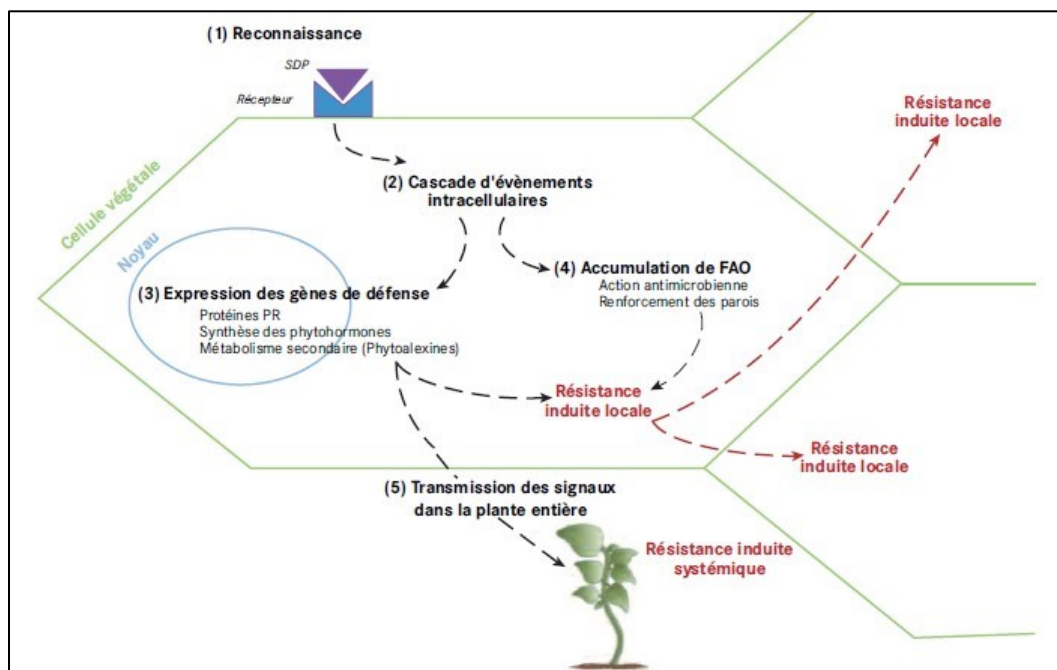 (1) Reconnaissance
SDP
Récepteur
Résistance
induite locale
Cellule végétale
(2) Cascade d'évènements
intracellulaires
Noyau
(4) Accumulation de FAO
Action antimicrobienne
Renforcement des parois
(3) Expression des gènes de défense
Protéines PR
Synthèse des phytohormones
Métabolisme secondaire (Phytoalexines)
Résistance
induite locale
Résistance
induite locale
(5) Transmission des signaux
dans la plante entière
Résistance induite
systémique